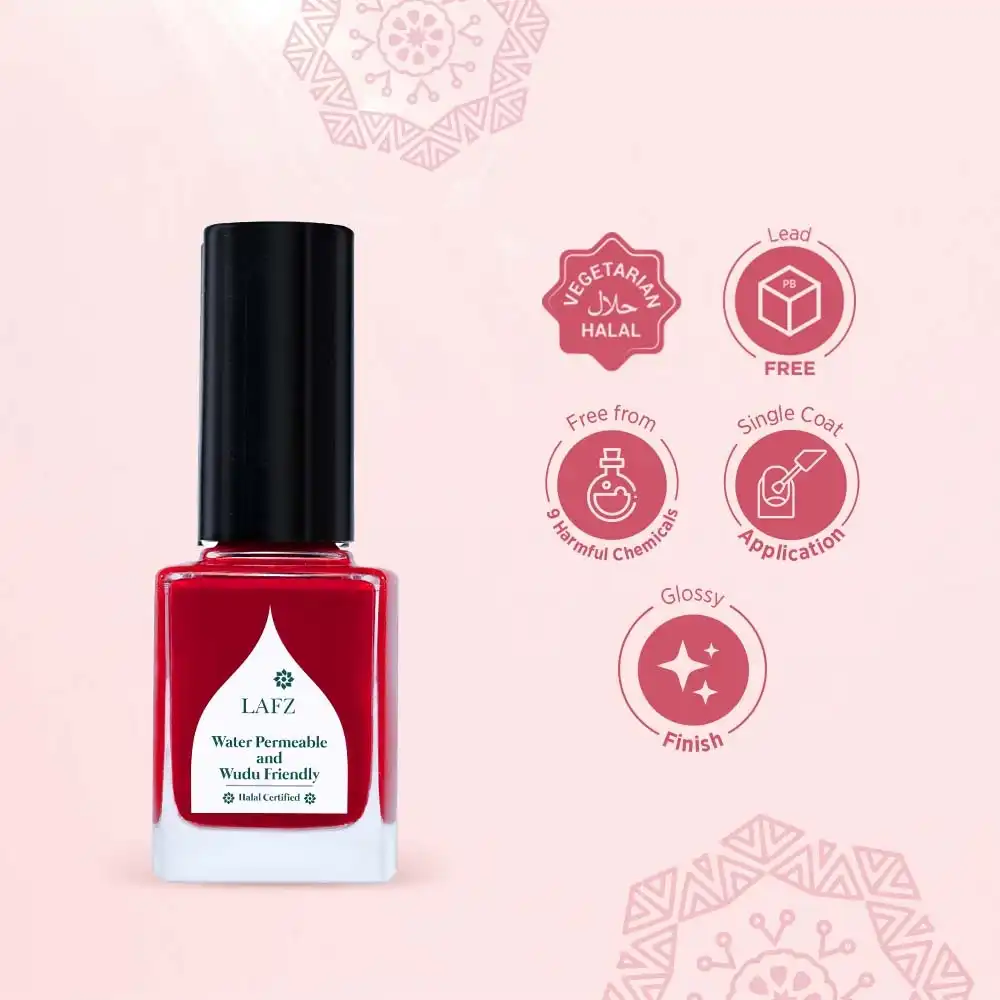 LAFZ
Water Permeable
and
Wudu Friendly
Halal Certified
VEGETARIAN
حلال
HALAL
Lead
PB
FREE
Free from
9 Harmful Chemicals
Single Coat
Application
Glossy
Finish